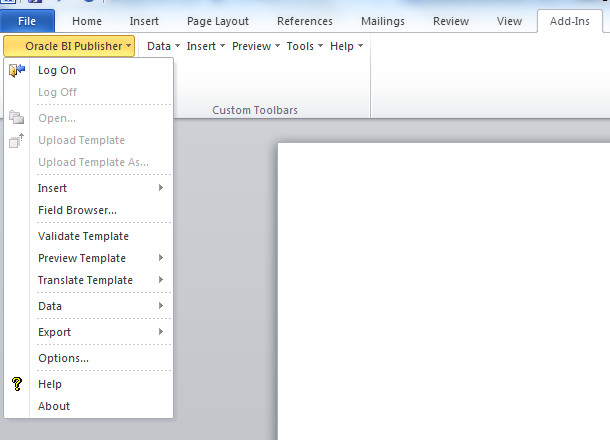 File Home Insert Page Layout References Mailings Review View Add-Ins
Oracle BI Publisher Data Insert Preview Tools Help
Log On
Log Off
Custom Toolbars
Open...
Upload Template
Upload Template As...
Insert
Field Browser...
Validate Template
Preview Template
Translate Template
Data
Export
Options...
Help
About